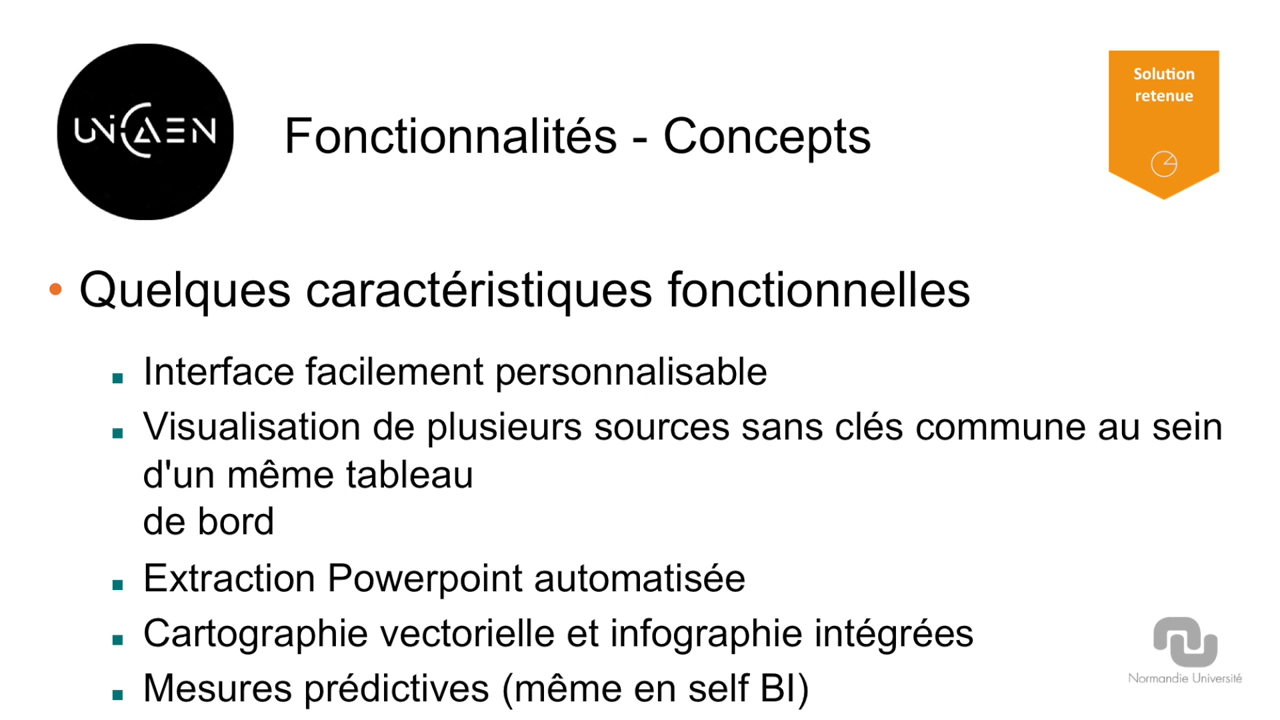 UNICAEN
Solution
retenue
Fonctionnalités - Concepts
• Quelques caractéristiques fonctionnelles
▪ Interface facilement personnalisable
▪ Visualisation de plusieurs sources sans clés commune au sein
d'un même tableau
de bord
▪ Extraction Powerpoint automatisée
▪ Cartographie vectorielle et infographie intégrées
▪ Mesures prédictives (même en self BI)
Normandie Université